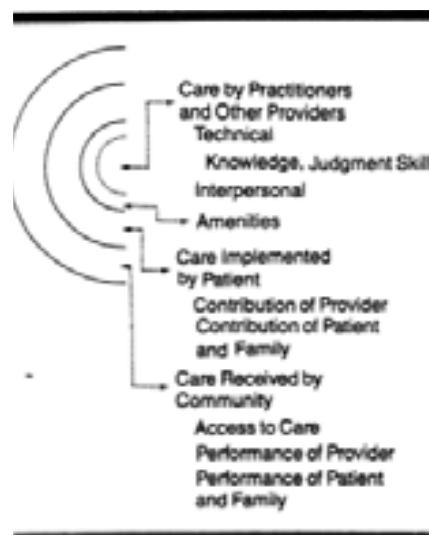 Care by Practitioners
and Other Providers
Technical
Knowledge, Judgment Skill
Interpersonal
Amenities
Care Implemented
by Patient
Contribution of Provider
Contribution of Patient
and Family
Care Received by
Community
Access to Care
Performance of Provider
Performance of Patient
and Family